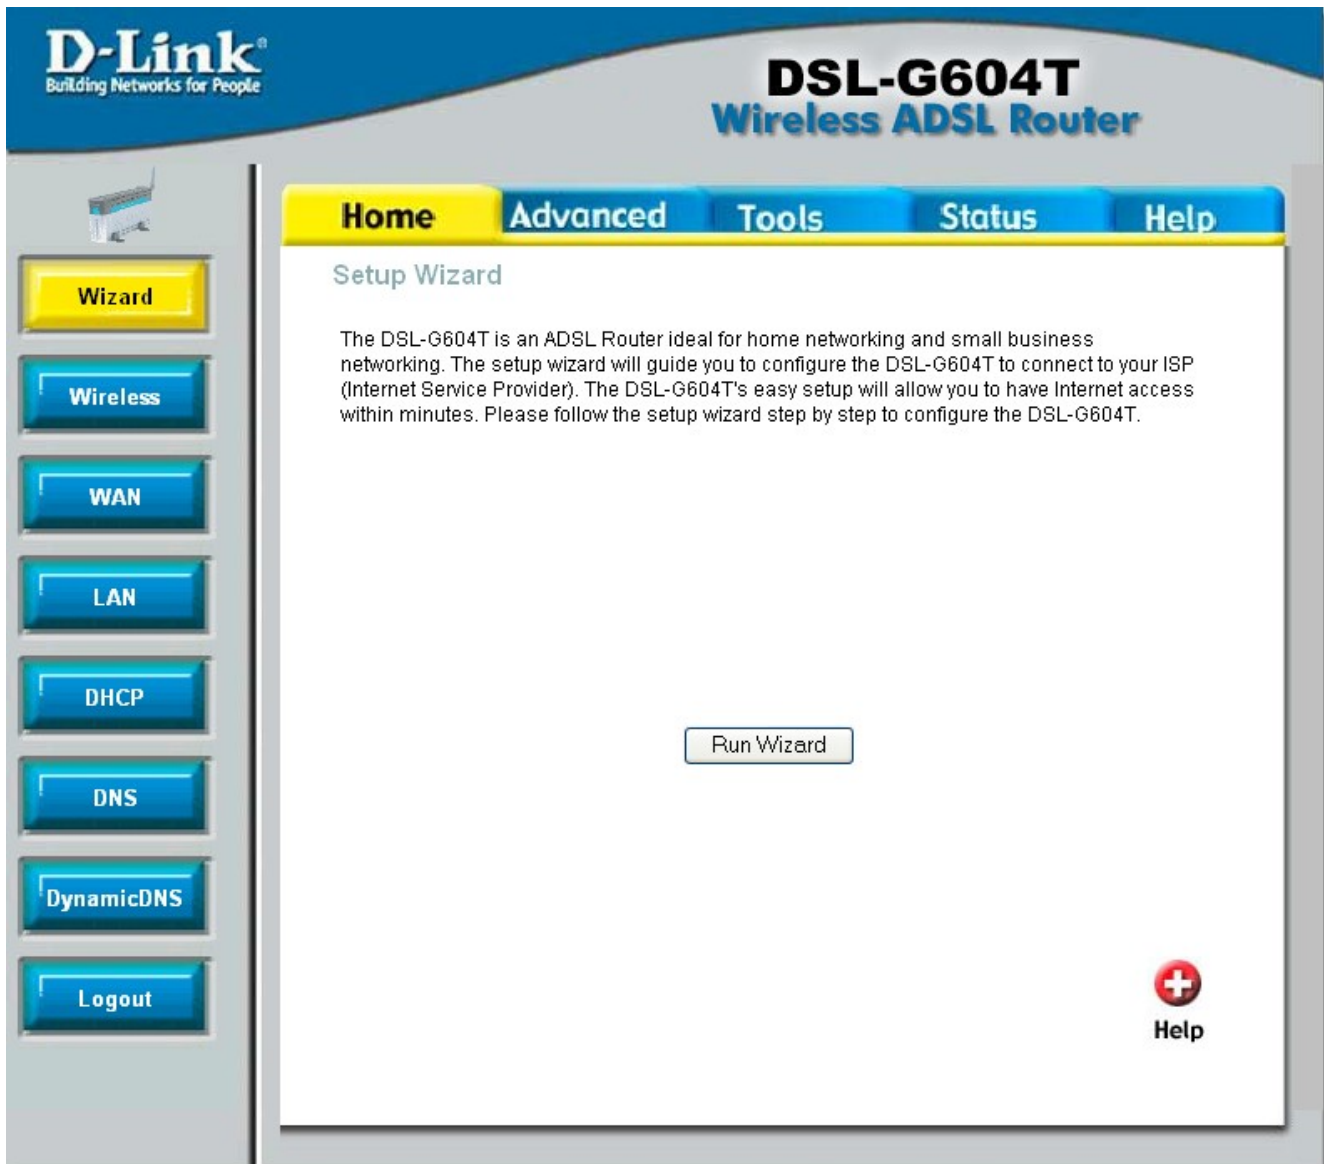 D-Link®
Building Networks for People
DSL-G604T
Wireless ADSL Router
Home
Advanced
Tools
Status
Help
Wizard
Wireless
WAN
LAN
DHCP
DNS
DynamicDNS
Logout
Setup Wizard
The DSL-G604T is an ADSL Router ideal for home networking and small business
networking. The setup wizard will guide you to configure the DSL-G604T to connect to your ISP
(Internet Service Provider). The DSL-G604T's easy setup will allow you to have Internet access
within minutes. Please follow the setup wizard step by step to configure the DSL-G604T.
Run Wizard
Help